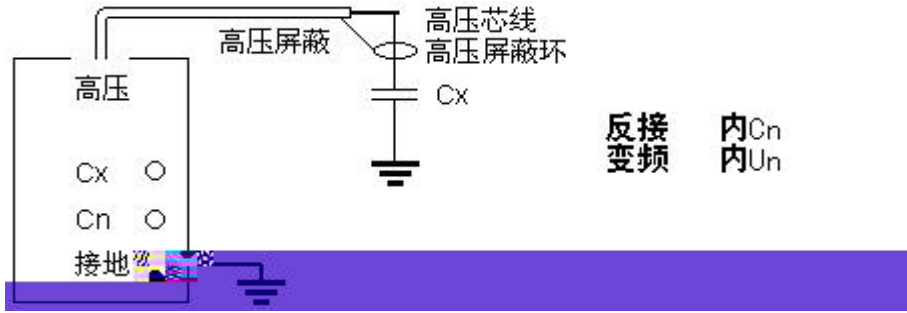 高压芯线
高压屏蔽
高压屏蔽环
高压
Cx
反接 内Cn
变频 内Un
Cx
Cn
接地